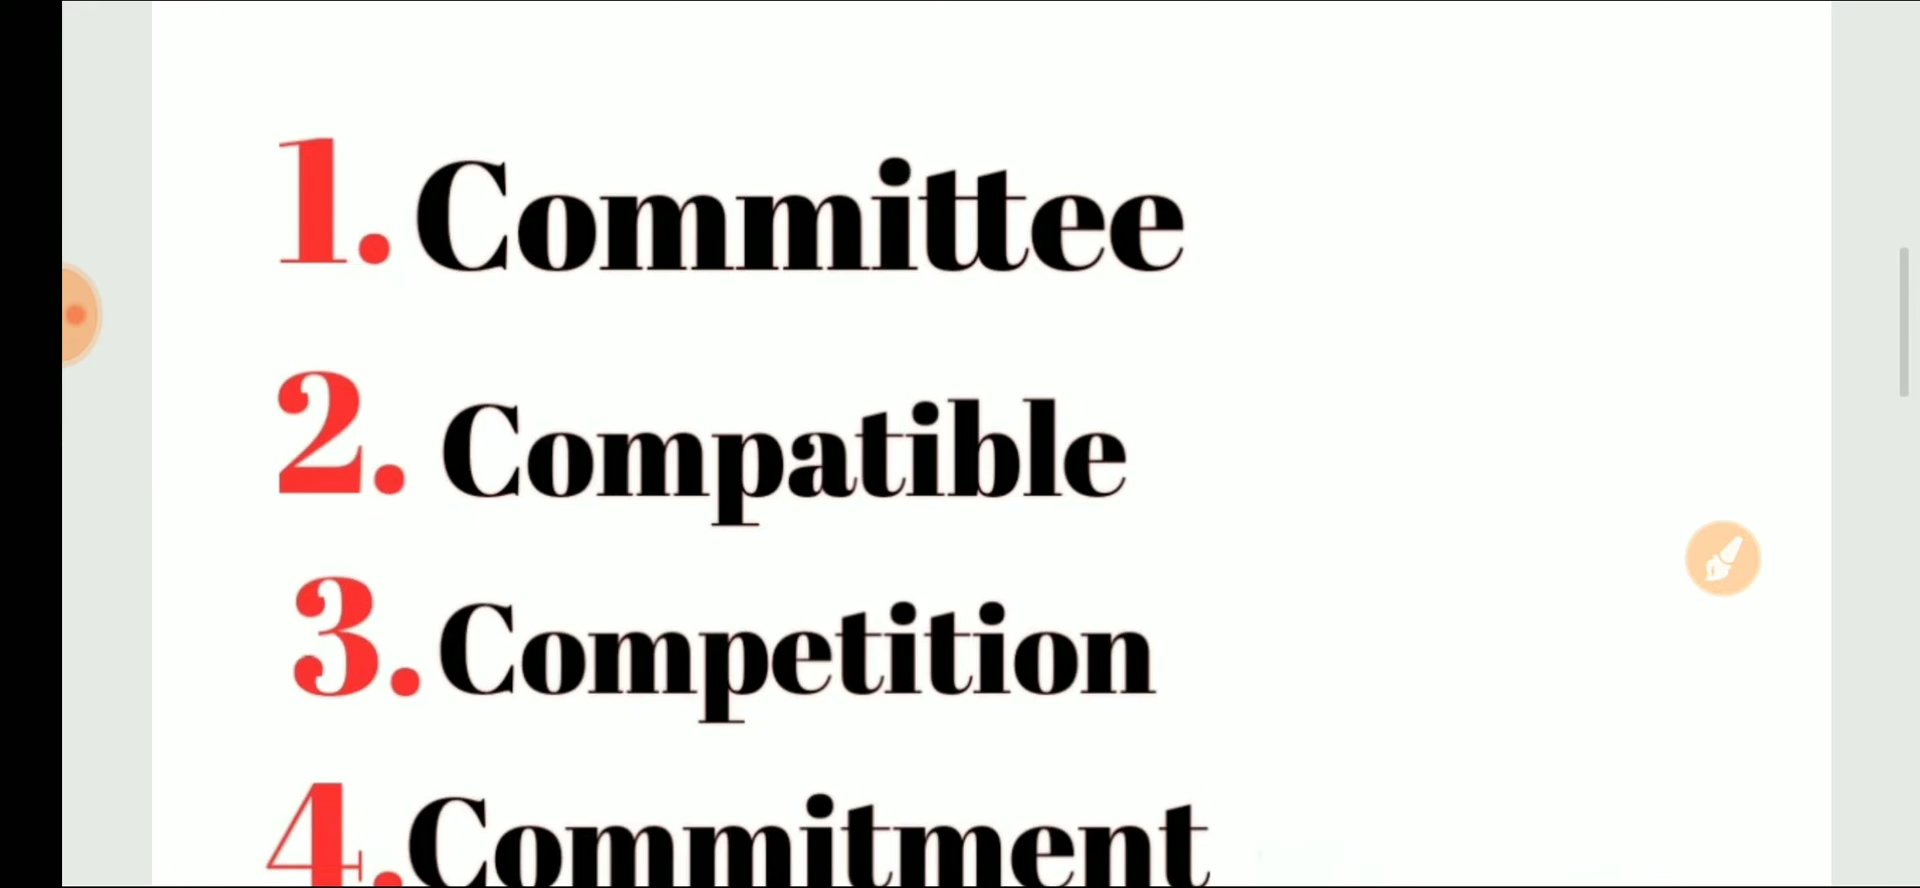 1. Committee
2. Compatible
3. Competition
4. Commitment